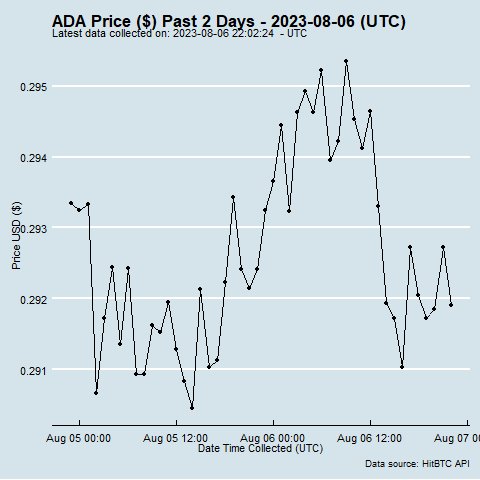 ADA Price ($) Past 2 Days - 2023-08-06 (UTC)
Latest data collected on: 2023-08-06 22:02:24 - UTC
0.295
0.294
0.293
0.292
0.291
Price USD ($)
Aug 05 00:00 Aug 05 12:00 Aug 06 00:00 Aug 06 12:00 Aug 07 0
Date Time Collected (UTC)
Data source: HitBTC API